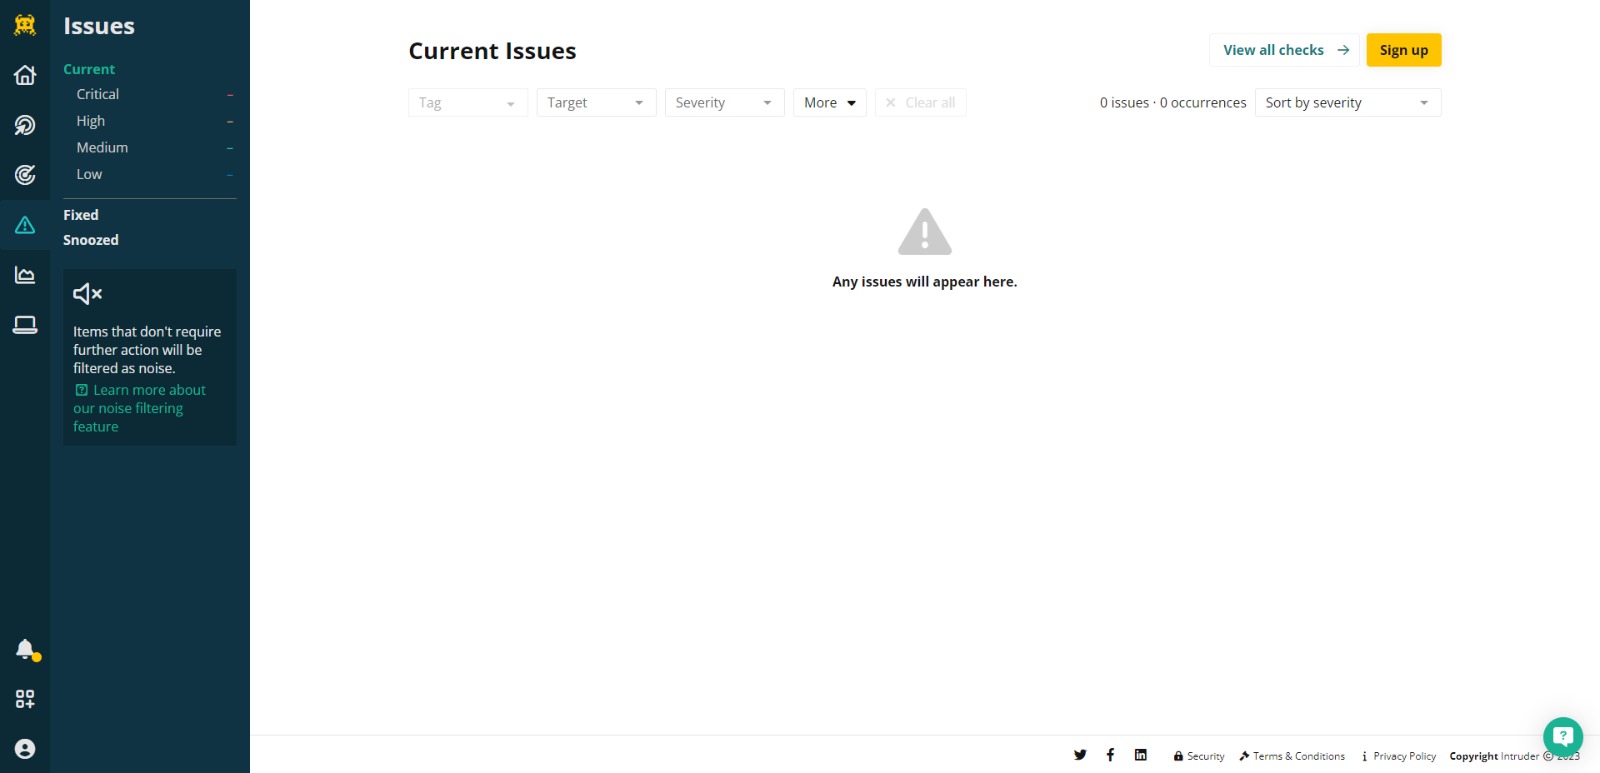 Issues
Current
Critical –
High –
Medium –
Low –
Fixed
Snoozed
Items that don't require
further action will be
filtered as noise.
Learn more about
our noise filtering
feature
Current Issues
View all checks →
Sign up
Tag
Target
Severity
More
× Clear all
0 issues · 0 occurrences
Sort by severity
Any issues will appear here.
Security
Terms & Conditions
Privacy Policy
Copyright Intruder © 2023